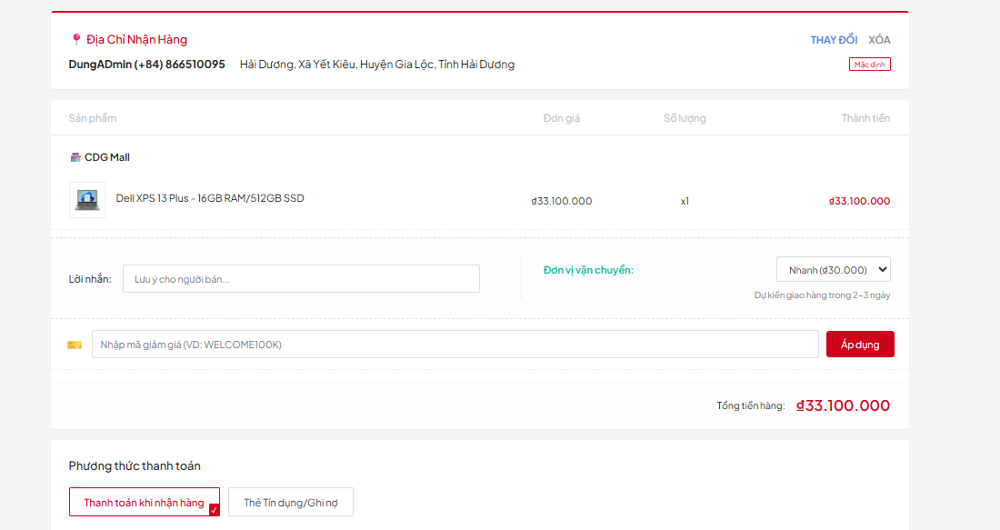 Địa Chỉ Nhận Hàng
THAY ĐỔI XÓA
DungADmin (+84) 866510095 Hải Dương, Xã Yết Kiêu, Huyện Gia Lộc, Tỉnh Hải Dương
Mặc định
Sản phẩm Đơn giá Số lượng Thành tiền
CDG Mall
Dell XPS 13 Plus - 16GB RAM/512GB SSD ₫33.100.000 x1 ₫33.100.000
Lời nhắn: Lưu ý cho người bán... Đơn vị vận chuyển: Nhanh (₫30.000)
Dự kiến giao hàng trong 2-3 ngày
Nhập mã giảm giá (VD: WELCOME100K) Áp dụng
Tổng tiền hàng: ₫33.100.000
Phương thức thanh toán
Thanh toán khi nhận hàng Thẻ Tín dụng/Ghi nợ